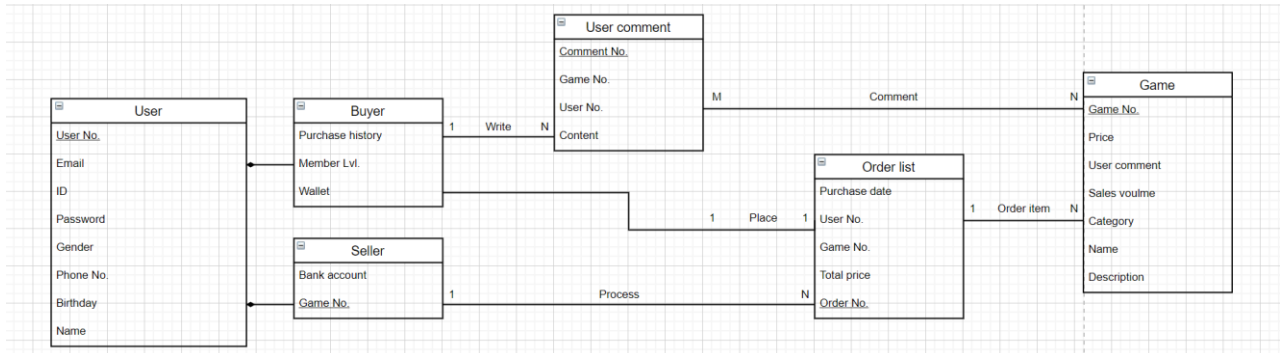 User
User No.
Email
ID
Password
Gender
Phone No.
Birthday
Name
Buyer
Purchase history
Member Lvl.
Wallet
Seller
Bank account
Game No.
1 Write N
User comment
Comment No.
Game No.
User No.
Content
M Comment N
1 Place 1
1 Process N
Order list
Purchase date
User No.
Game No.
Total price
Order No.
1 Order item N
Game
Game No.
Price
User comment
Sales voulme
Category
Name
Description